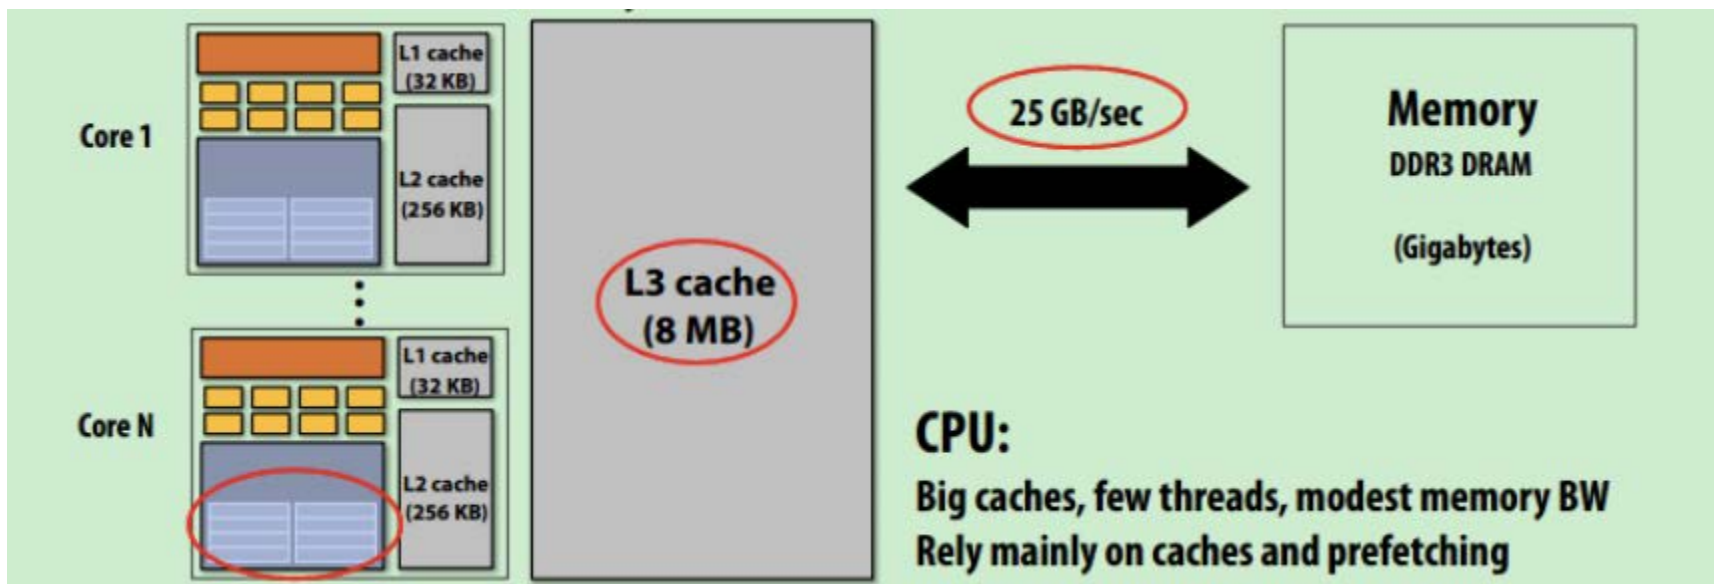 Core 1
L1 cache
(32 KB)
L2 cache
(256 KB)
Core N
L1 cache
(32 KB)
L2 cache
(256 KB)
L3 cache
(8 MB)
25 GB/sec
Memory
DDR3 DRAM
(Gigabytes)
CPU:
Big caches, few threads, modest memory BW
Rely mainly on caches and prefetching